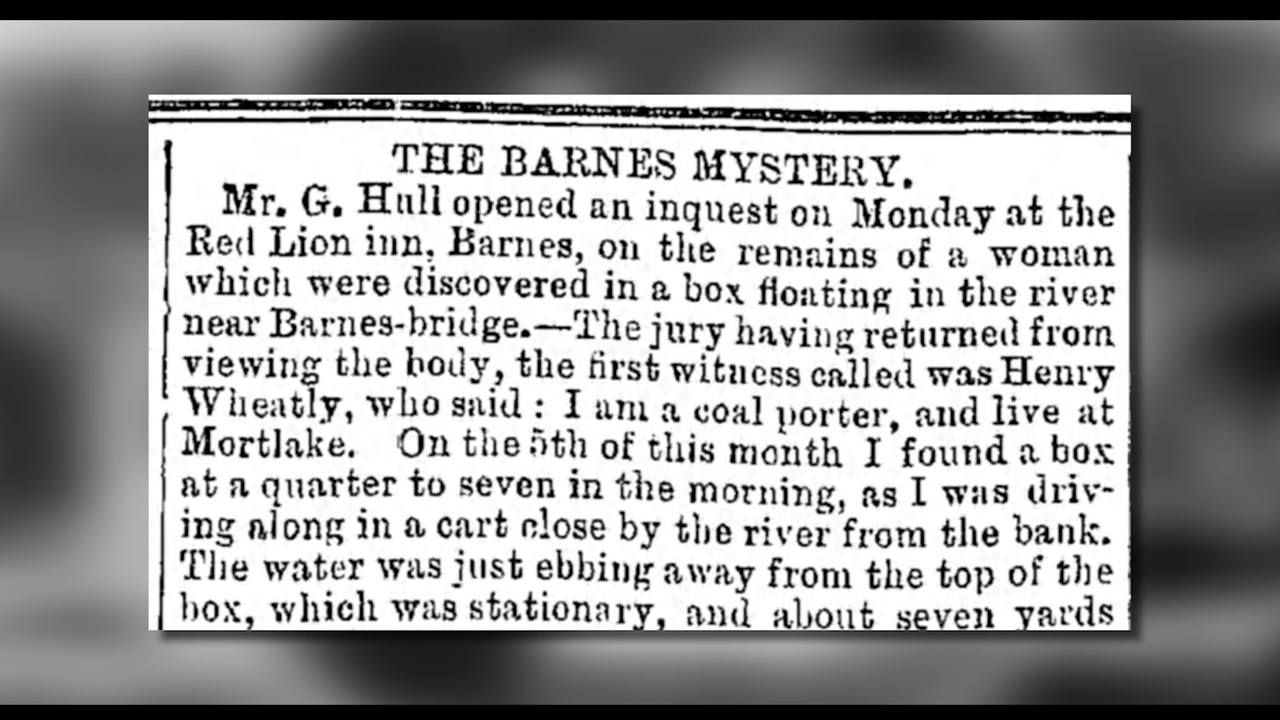 THE BARNES MYSTERY.
Mr. G. Hull opened an inquest on Monday at the
Red Lion inn, Barnes, on the remains of a woman
which were discovered in a box floating in the river
near Barnes-bridge.—The jury having returned from
viewing the body, the first witness called was Henry
Wheatly, who said : I am a coal porter, and live at
Mortlake. On the 5th of this month I found a box
at a quarter to seven in the morning, as I was driv-
ing along in a cart close by the river from the bank.
The water was just ebbing away from the top of the
box, which was stationary, and about seven yards